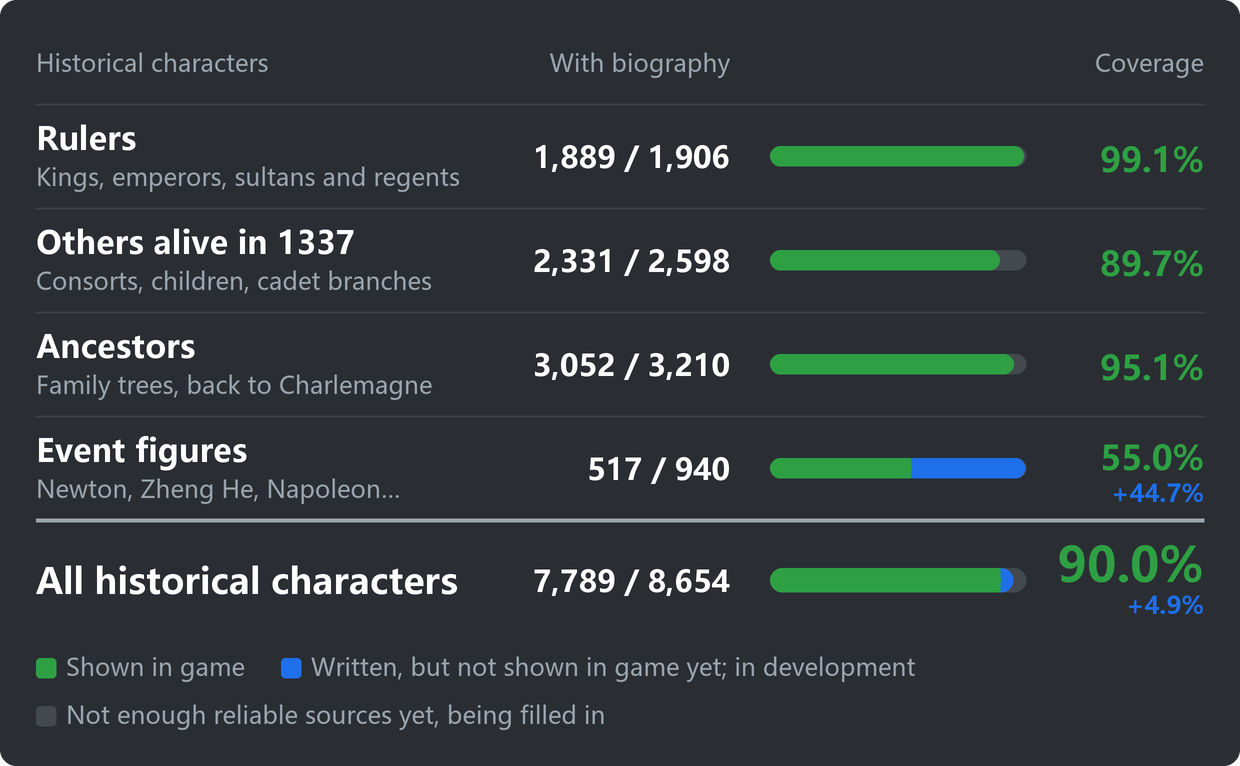 Historical characters With biography Coverage
Rulers
Kings, emperors, sultans and regents
1,889 / 1,906 99.1%
Others alive in 1337
Consorts, children, cadet branches
2,331 / 2,598 89.7%
Ancestors
Family trees, back to Charlemagne
3,052 / 3,210 95.1%
Event figures
Newton, Zheng He, Napoleon...
517 / 940 55.0%
+44.7%
All historical characters 7,789 / 8,654 90.0%
+4.9%
Shown in game Written, but not shown in game yet; in development
Not enough reliable sources yet, being filled in